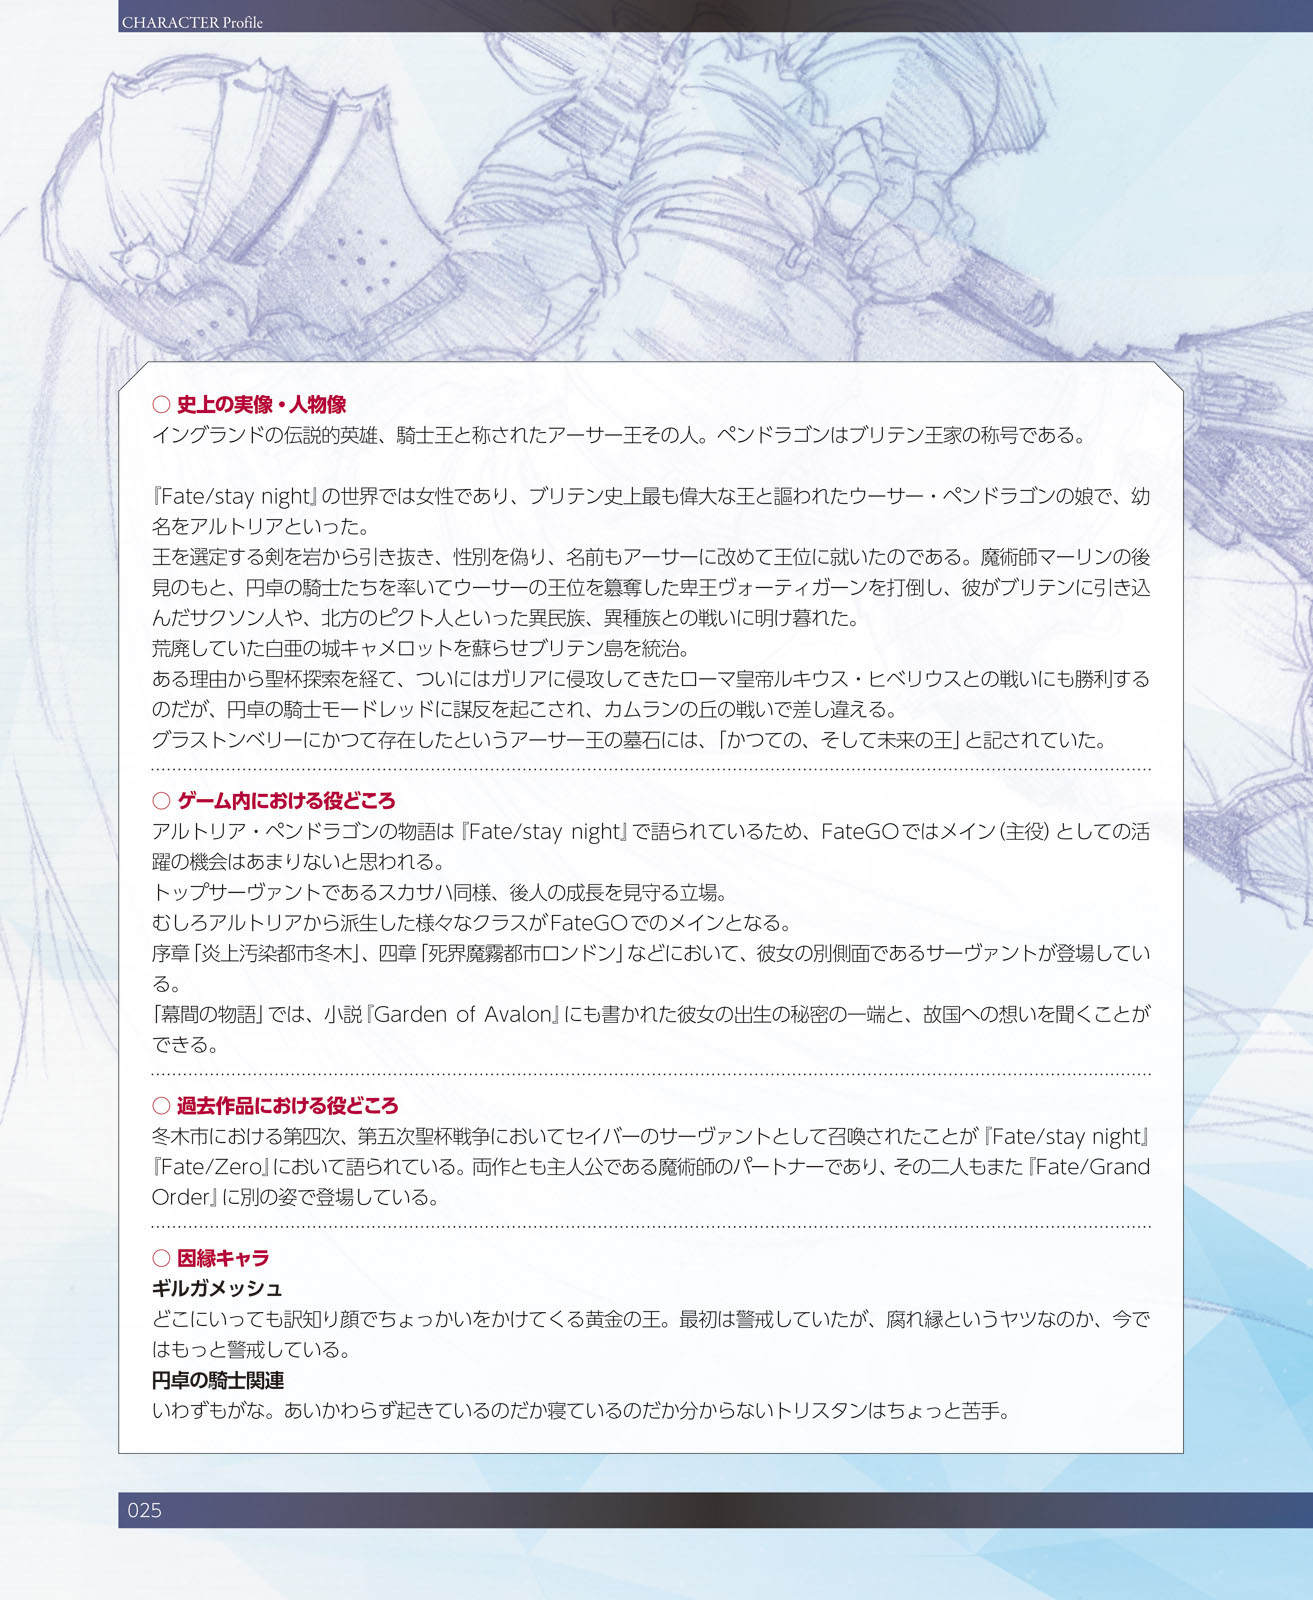 CHARACTER Profile
○ 史上の実像・人物像
イングランドの伝説的英雄、騎士王と称されたアーサー王その人。ペンドラゴンはブリテン王家の称号である。
『Fate/stay night』の世界では女性であり、ブリテン史上最も偉大な王と謳われたウーサー・ペンドラゴンの娘で、幼
名をアルトリアといった。
王を選定する剣を岩から引き抜き、性別を偽り、名前もアーサーに改めて王位に就いたのである。魔術師マーリンの後
見のもと、円卓の騎士たちを率いてウーサーの王位を簒奪した卑王ヴォーティガーンを打倒し、彼がブリテンに引き込
んだサクソン人や、北方のピクト人といった異民族、異種族との戦いに明け暮れた。
荒廃していた白亜の城キャメロットを蘇らせブリテン島を統治。
ある理由から聖杯探索を経て、ついにはガリアに侵攻してきたローマ皇帝ルキウス・ヒベリウスとの戦いにも勝利する
のだが、円卓の騎士モードレッドに謀反を起こされ、カムランの丘の戦いで差し違える。
グラストンベリーにかつて存在したというアーサー王の墓石には、「かつての、そして未来の王」と記されていた。
○ ゲーム内における役どころ
アルトリア・ペンドラゴンの物語は『Fate/stay night』で語られているため、FateGOではメイン（主役）としての活
躍の機会はあまりないと思われる。
トップサーヴァントであるスカサハ同様、後人の成長を見守る立場。
むしろアルトリアから派生した様々なクラスがFateGOでのメインとなる。
序章「炎上汚染都市冬木」、四章「死界魔霧都市ロンドン」などにおいて、彼女の別側面であるサーヴァントが登場してい
る。
「幕間の物語」では、小説『Garden of Avalon』にも書かれた彼女の出生の秘密の一端と、故国への想いを聞くことが
できる。
○ 過去作品における役どころ
冬木市における第四次、第五次聖杯戦争においてセイバーのサーヴァントとして召喚されたことが『Fate/stay night』
『Fate/Zero』において語られている。両作とも主人公である魔術師のパートナーであり、その二人もまた『Fate/Grand
Order』に別の姿で登場している。
○ 因縁キャラ
ギルガメッシュ
どこにいっても訳知り顔でちょっかいをかけてくる黄金の王。最初は警戒していたが、腐れ縁というヤツなのか、今で
はもっと警戒している。
円卓の騎士関連
いわずもがな。あいかわらず起きているのだか寝ているのだか分からないトリスタンはちょっと苦手。
025